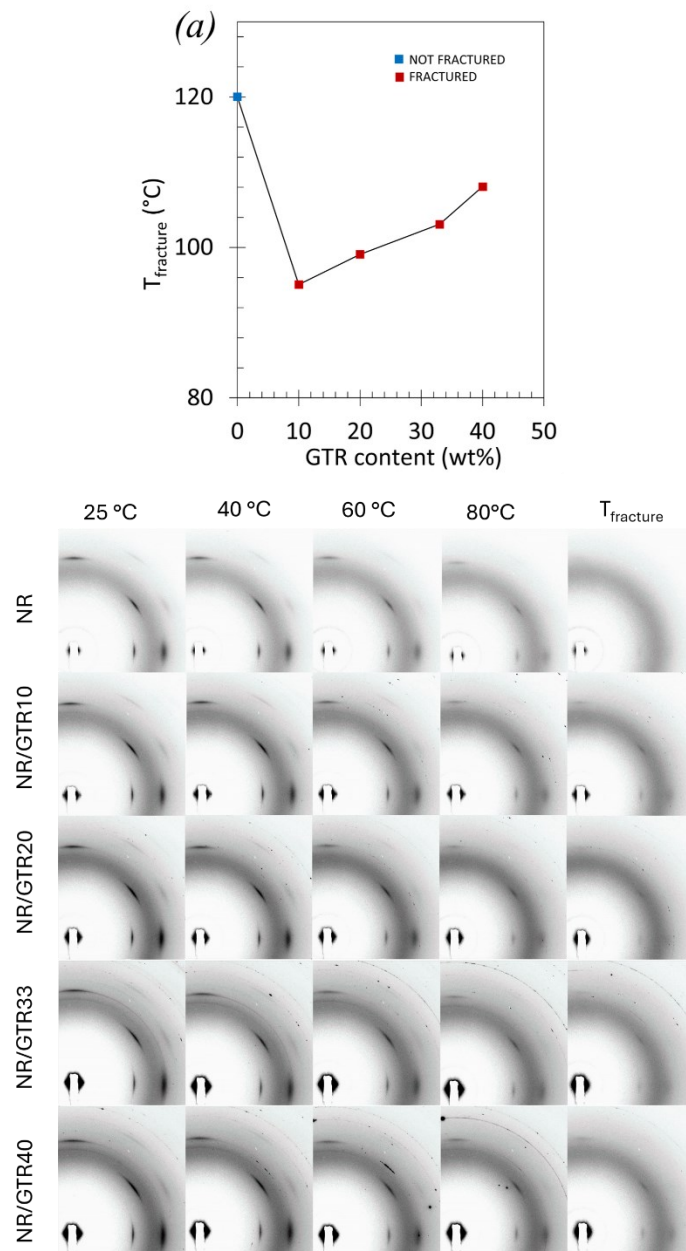 (a)
NOT FRACTURED
FRACTURED
120
100
80
T_fracture (°C)
0 10 20 30 40 50
GTR content (wt%)
25 °C 40 °C 60 °C 80°C T_fracture
NR
NR/GTR10
NR/GTR20
NR/GTR33
NR/GTR40